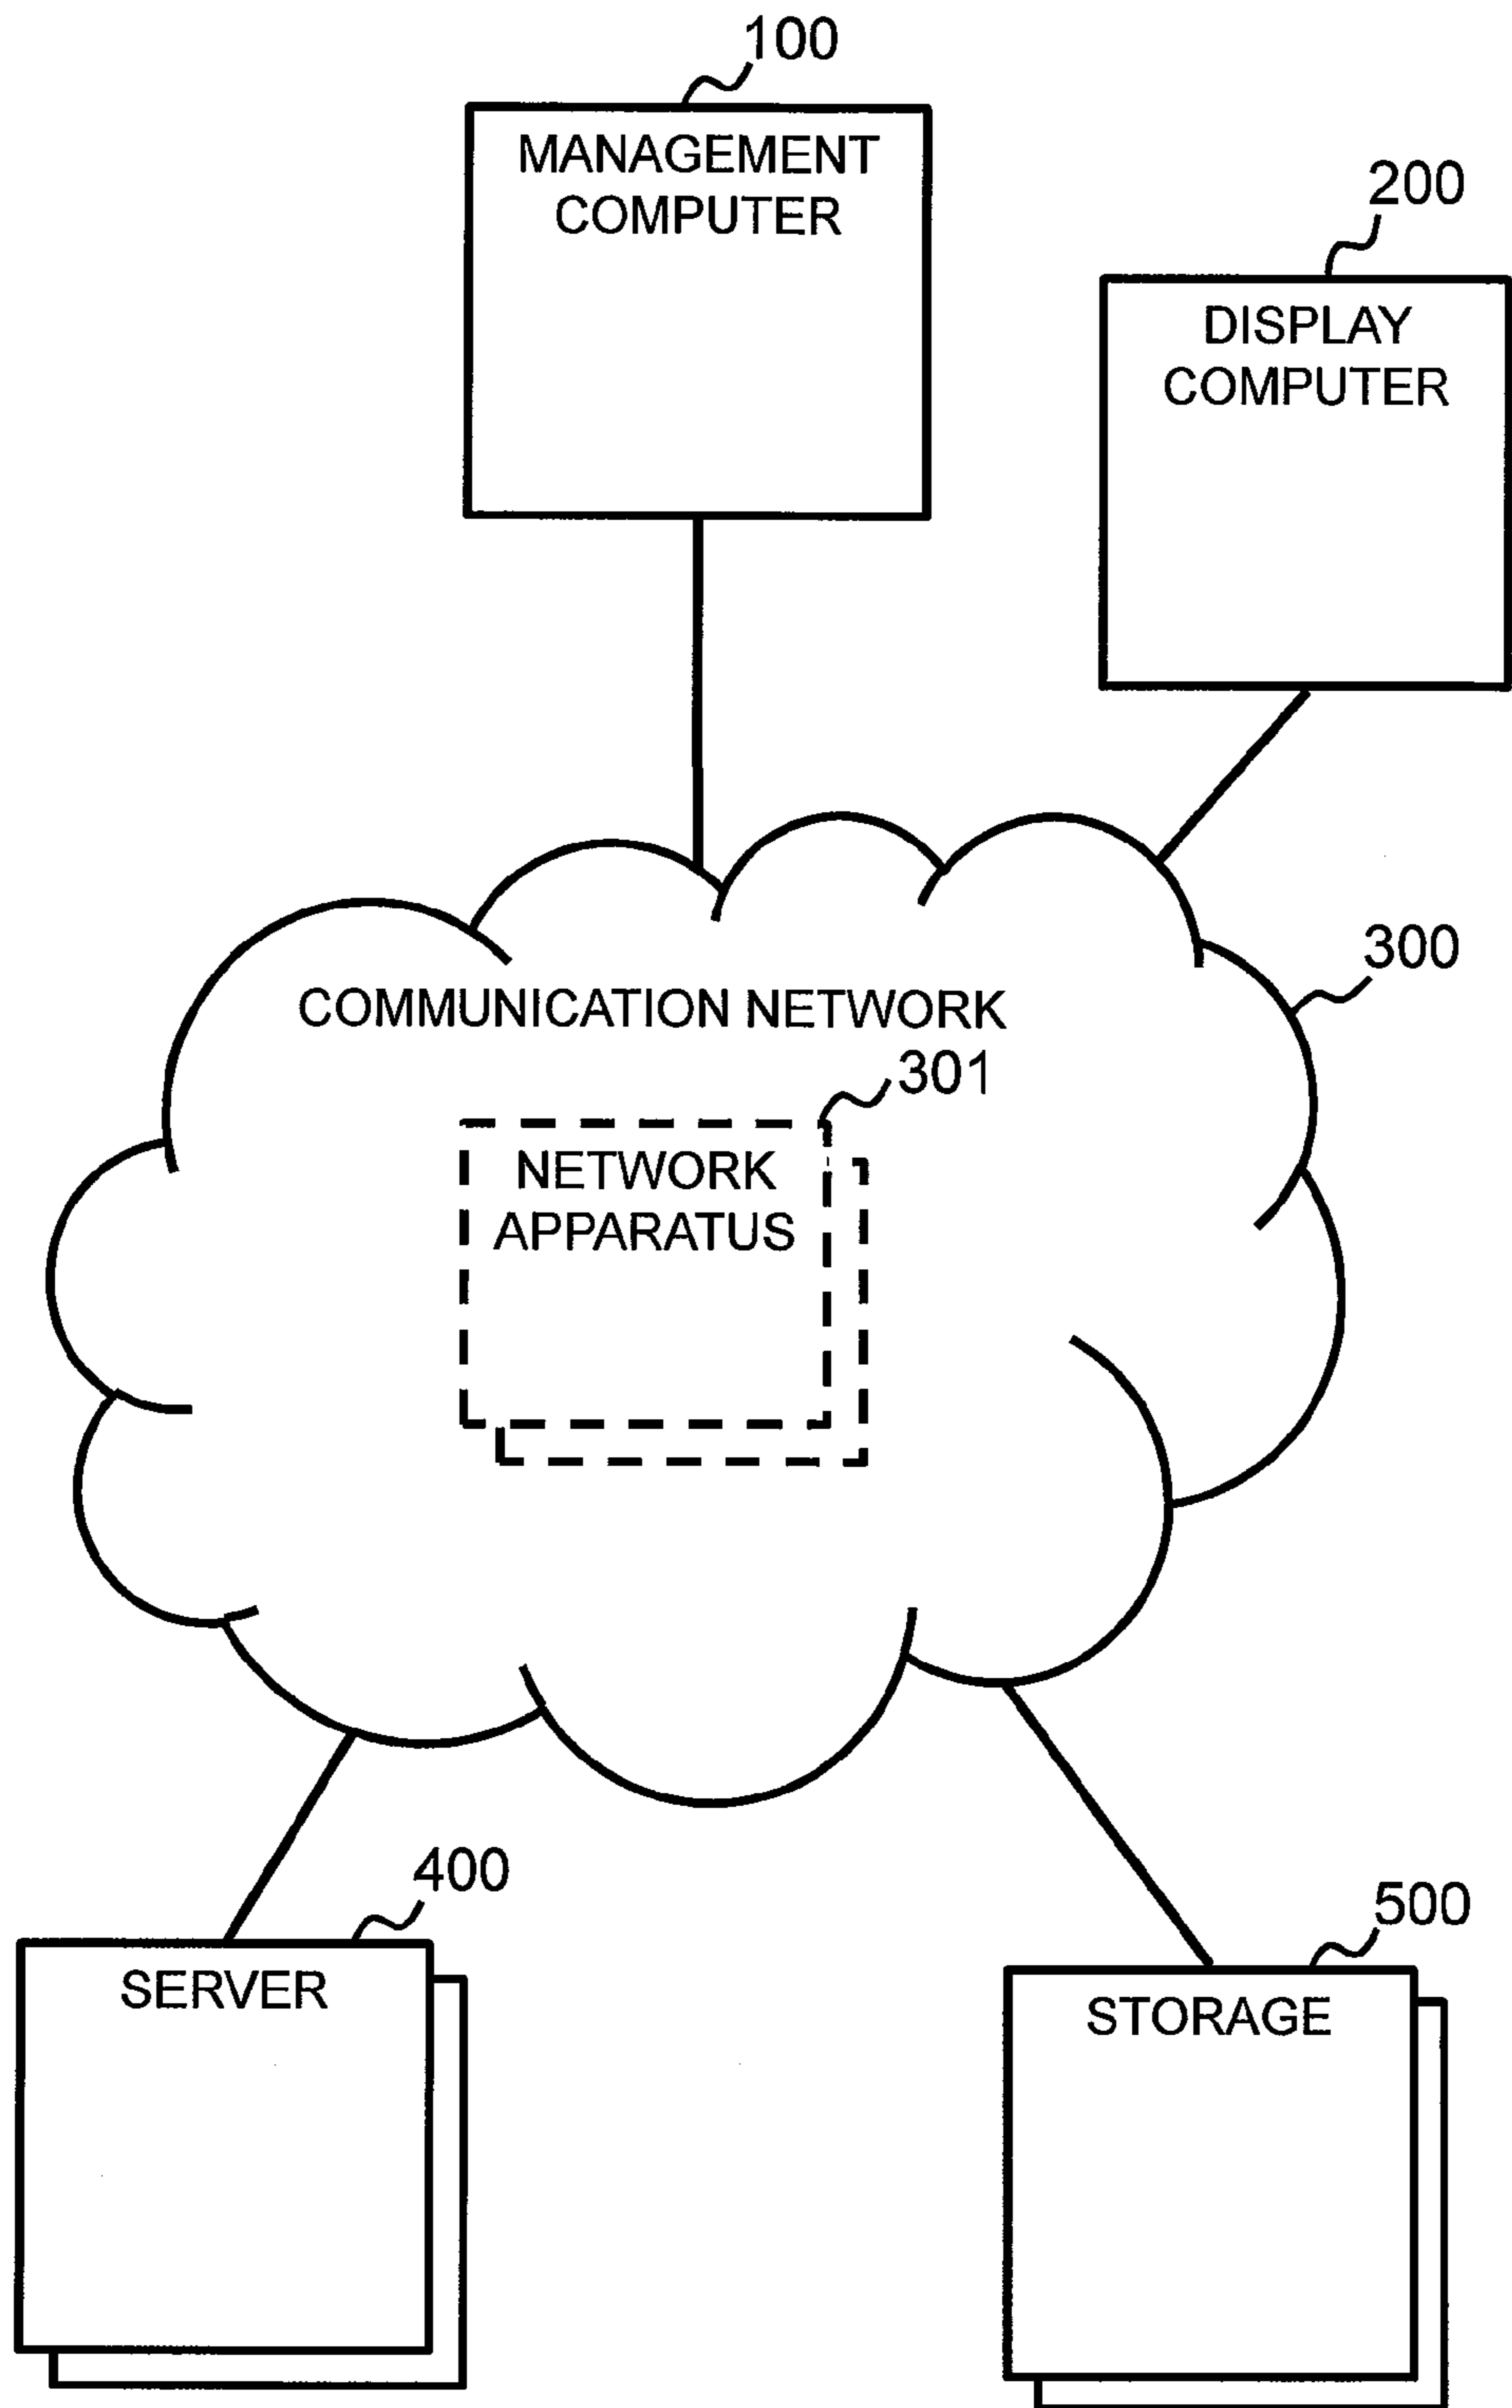 100
MANAGEMENT
COMPUTER
200
DISPLAY
COMPUTER
300
COMMUNICATION NETWORK
301
NETWORK
APPARATUS
400
SERVER
500
STORAGE